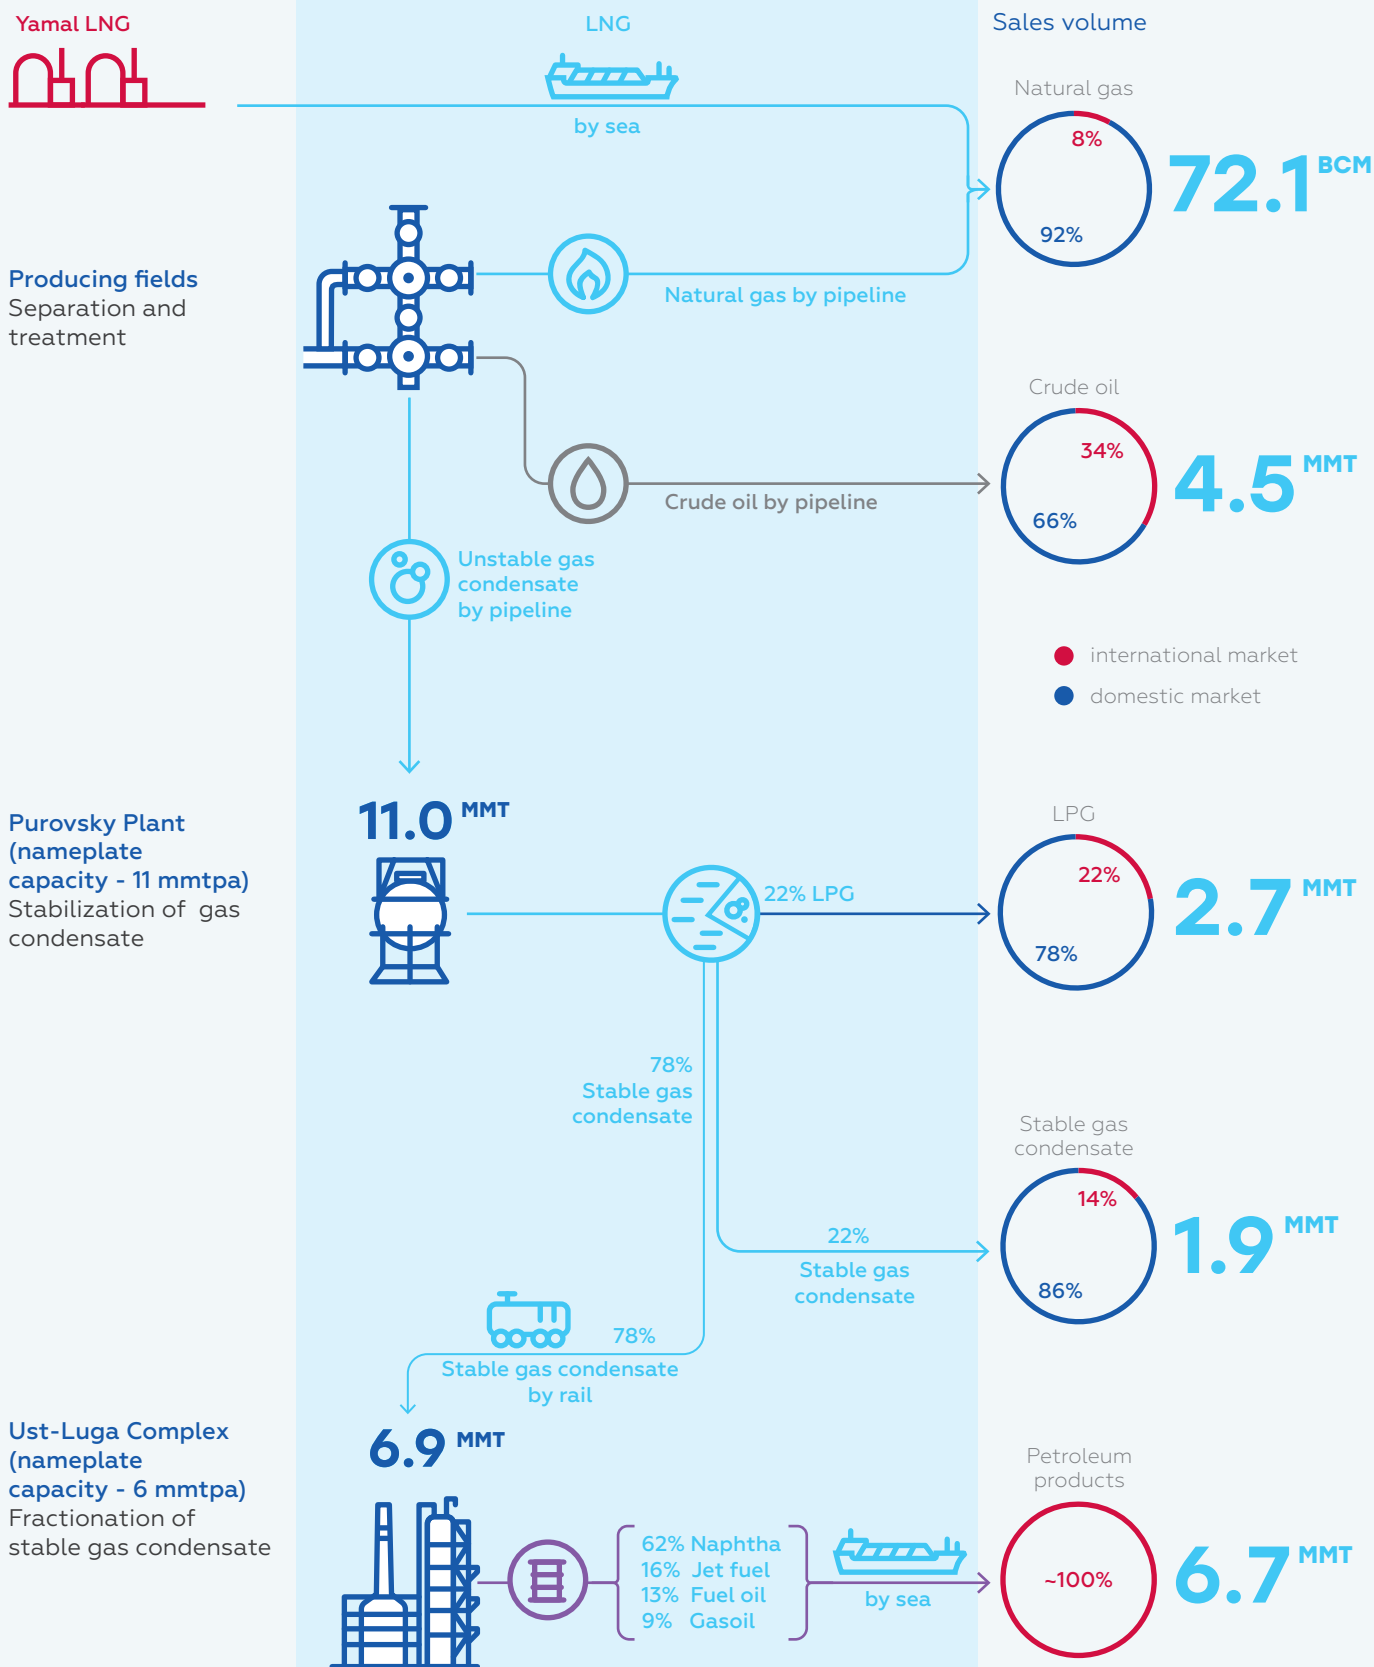 Yamal LNG
LNG
Sales volume
by sea
Natural gas
8%
92%
72.1 BCM
Producing fields
Separation and
treatment
Natural gas by pipeline
Crude oil by pipeline
Crude oil
34%
66%
4.5 MMT
Unstable gas
condensate
by pipeline
international market
domestic market
Purovsky Plant
(nameplate
capacity - 11 mmtpa)
Stabilization of gas
condensate
11.0 MMT
22% LPG
LPG
22%
78%
2.7 MMT
78%
Stable gas
condensate
22%
Stable gas
condensate
Stable gas
condensate
14%
86%
1.9 MMT
78%
Stable gas condensate
by rail
Ust-Luga Complex
(nameplate
capacity - 6 mmtpa)
Fractionation of
stable gas condensate
6.9 MMT
62% Naphtha
16% Jet fuel
13% Fuel oil
9% Gasoil
by sea
Petroleum
products
~100%
6.7 MMT